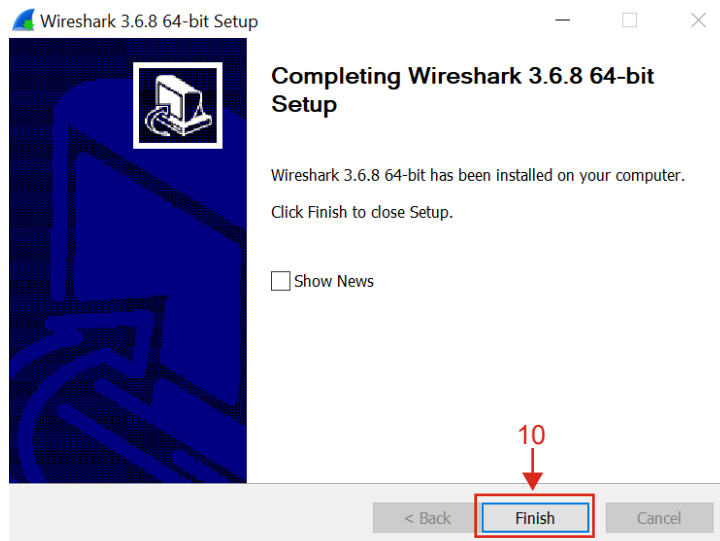 Wireshark 3.6.8 64-bit Setup
Completing Wireshark 3.6.8 64-bit
Setup
Wireshark 3.6.8 64-bit has been installed on your computer.
Click Finish to close Setup.
Show News
10
< Back
Finish
Cancel